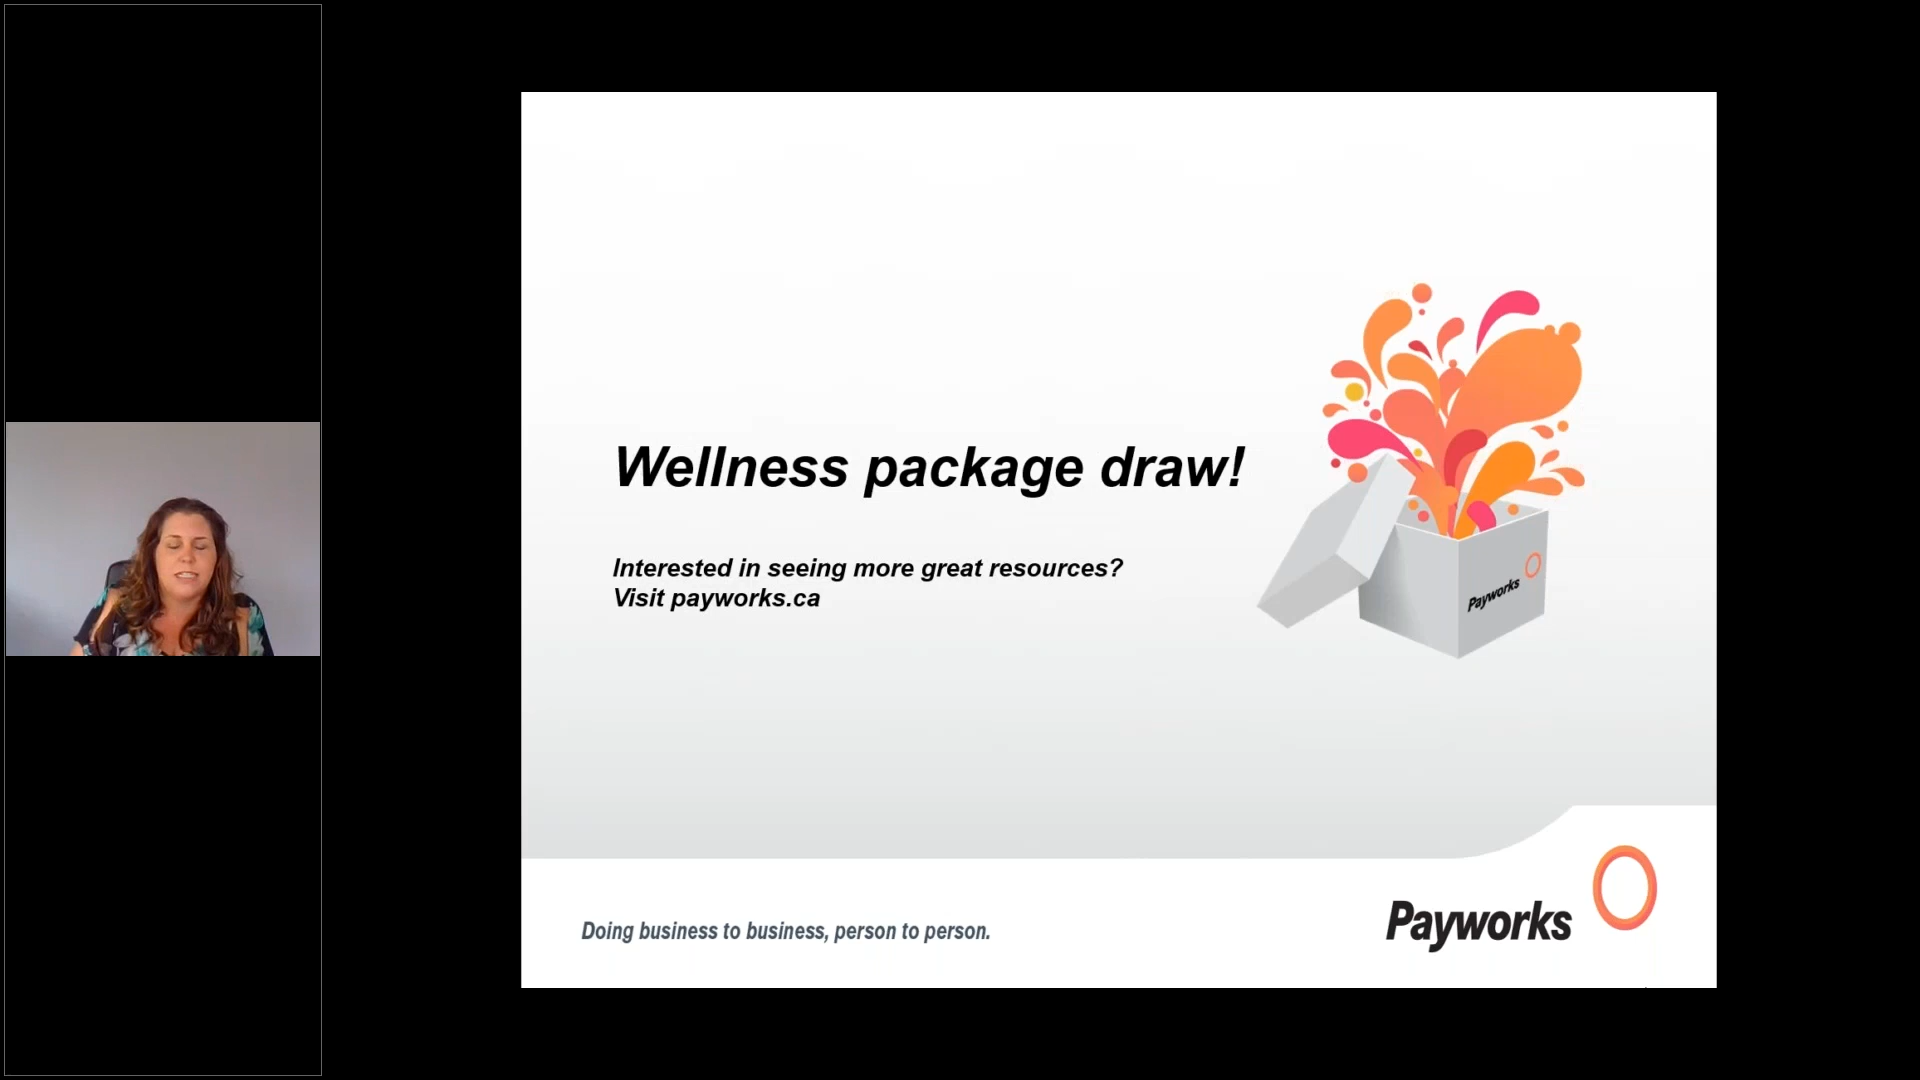 Wellness package draw!
Interested in seeing more great resources?
Visit payworks.ca
Payworks
Doing business to business, person to person.
Payworks